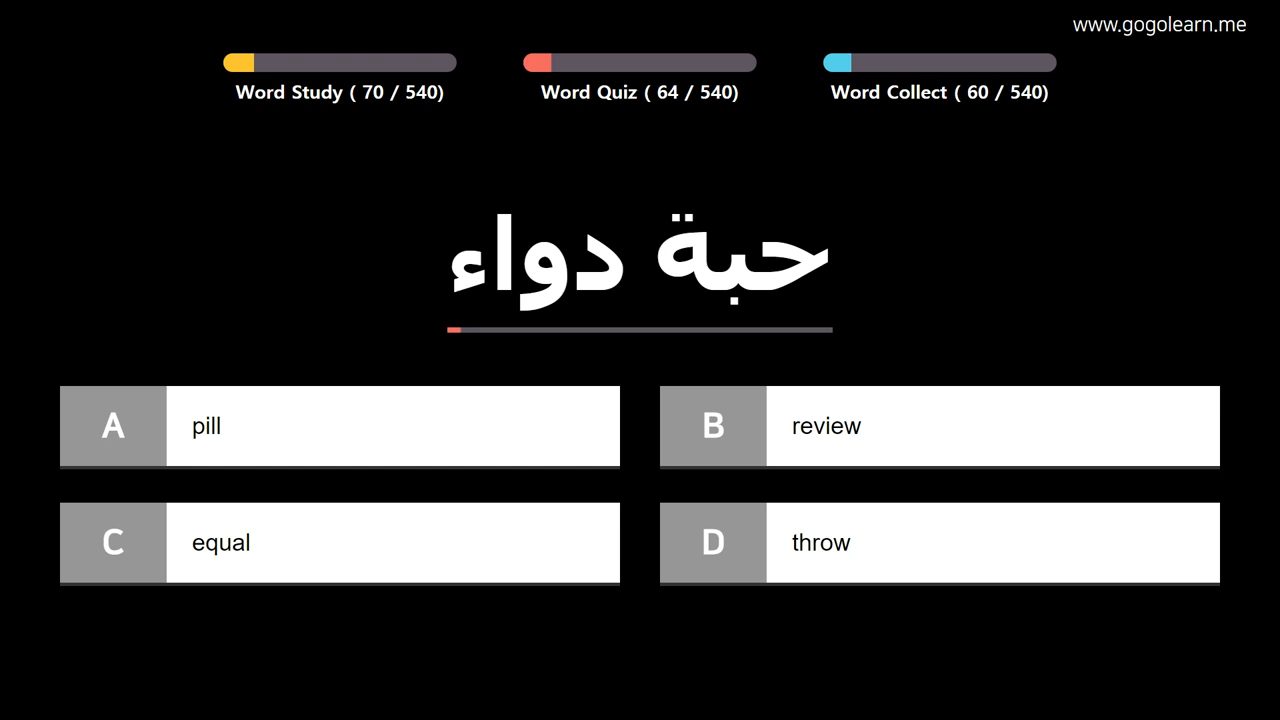 www.gogolearn.me
Word Study ( 70 / 540)
Word Quiz ( 64 / 540)
Word Collect ( 60 / 540)
حبة دواء
A pill
B review
C equal
D throw